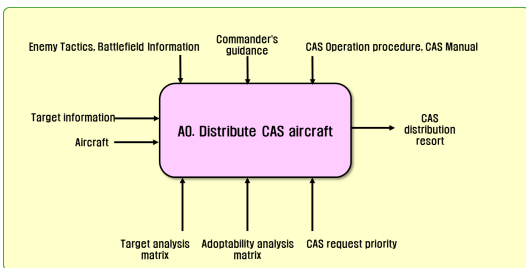 Enemy Tactics, Battlefield Information
Commander's
guidance
CAS Operation procedure, CAS Manual
Target information
Aircraft
A0. Distribute CAS aircraft
CAS
distribution
resort
Target analysis
matrix
Adoptability analysis
matrix
CAS request priority